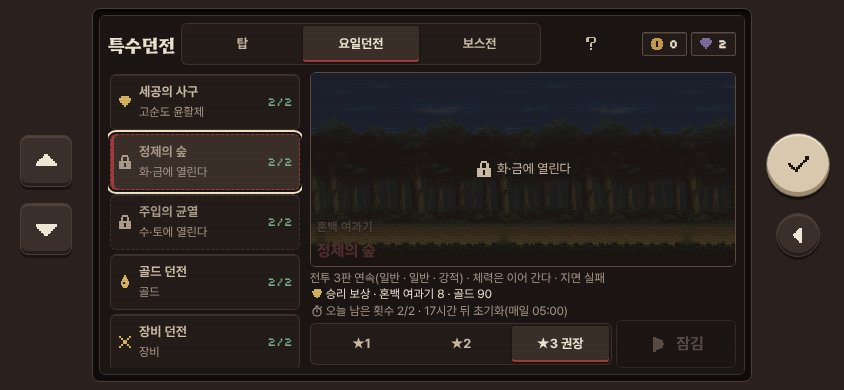 특수던전
탑
요일던전
보스전
?
0
2
세공의 사구
고순도 윤활제
2/2
정제의 숲
화·금에 열린다
2/2
주입의 균열
수·토에 열린다
2/2
골드 던전
골드
2/2
장비 던전
장비
2/2
화·금에 열린다
혼백 여과기
정제의 숲
전투 3판 연속(일반 · 일반 · 강적) · 체력은 이어 간다 · 지면 실패
승리 보상 · 혼백 여과기 8 · 골드 90
오늘 남은 횟수 2/2 · 17시간 뒤 초기화(매일 05:00)
★1
★2
★3 권장
잠김